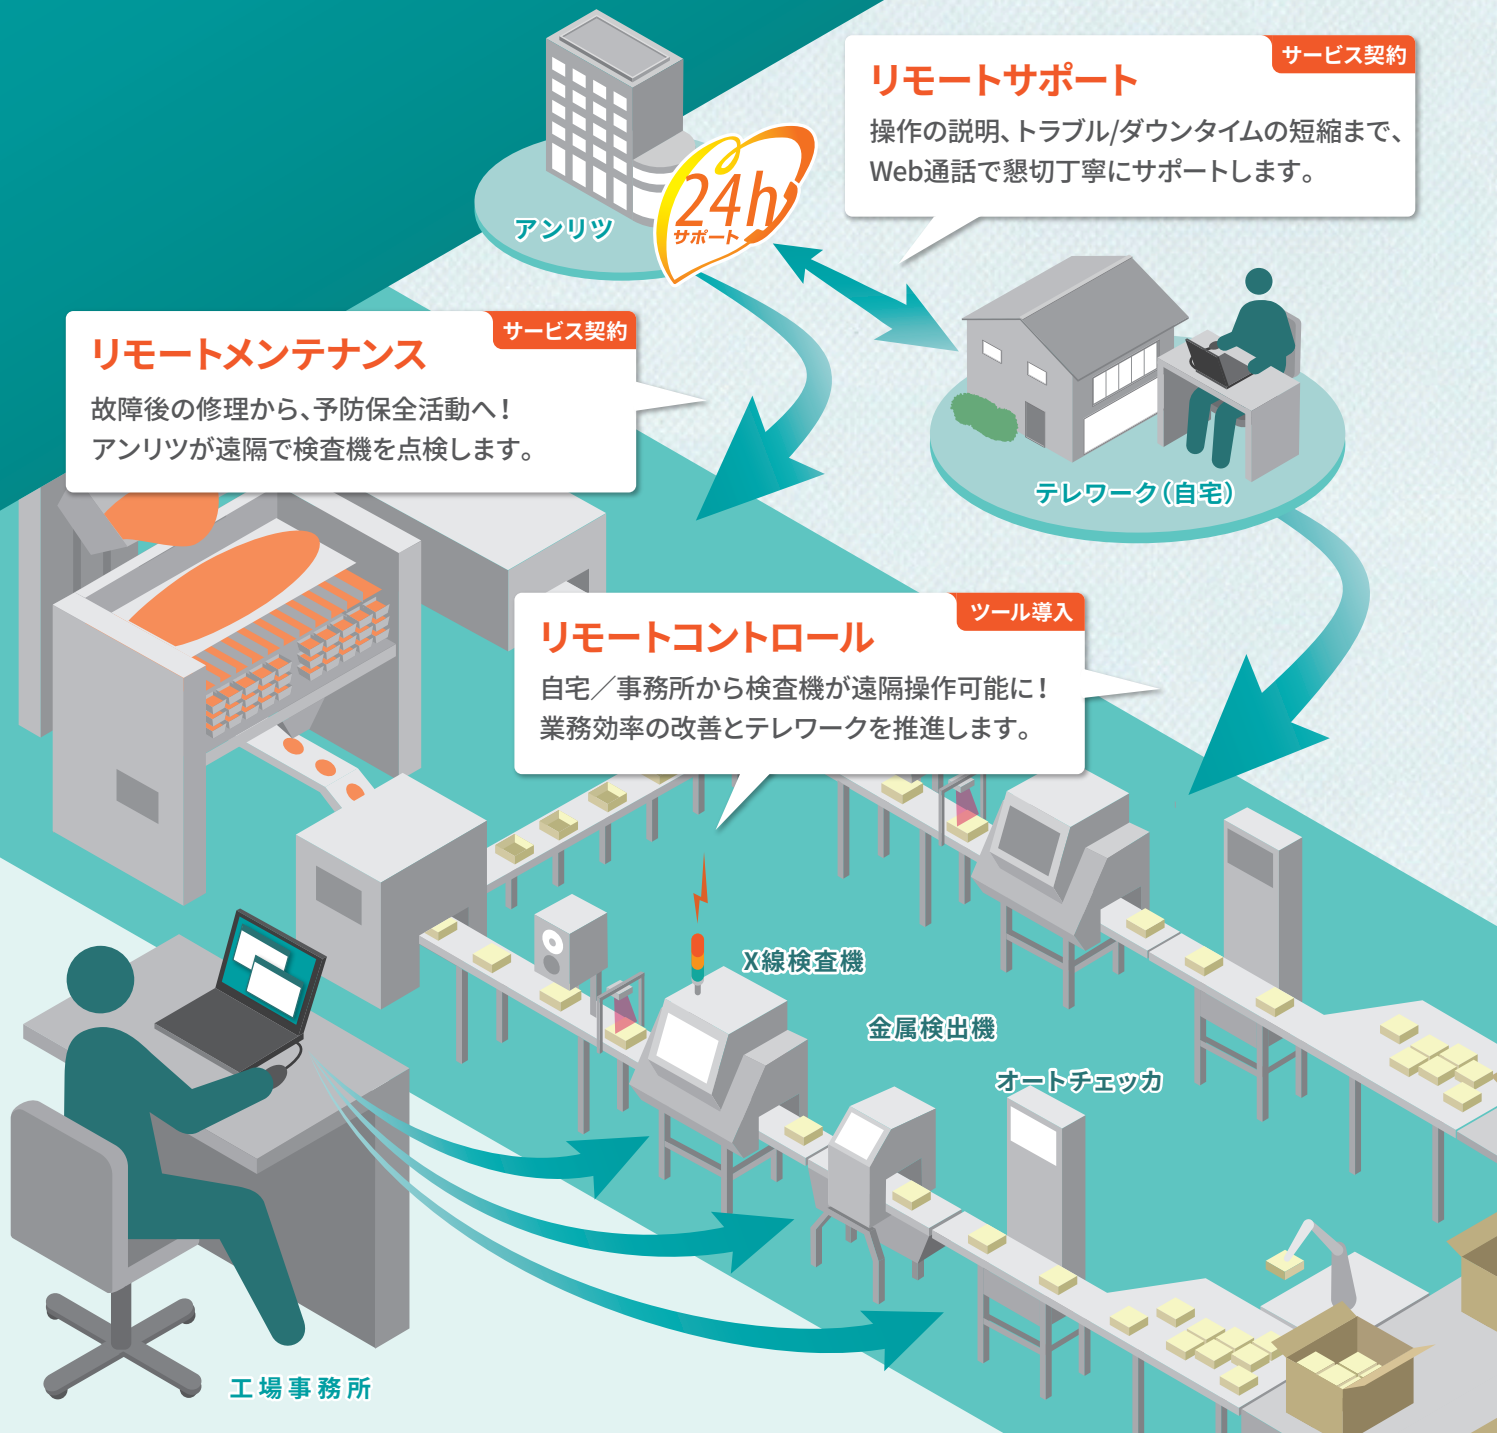 サービス契約
リモートサポート
操作の説明、トラブル/ダウンタイムの短縮まで、
Web通話で懇切丁寧にサポートします。
24h
サポート
アンリツ
サービス契約
リモートメンテナンス
故障後の修理から、予防保全活動へ！
アンリツが遠隔で検査機を点検します。
テレワーク（自宅）
ツール導入
リモートコントロール
自宅／事務所から検査機が遠隔操作可能に！
業務効率の改善とテレワークを推進します。
X線検査機
金属検出機
オートチェッカ
工場事務所